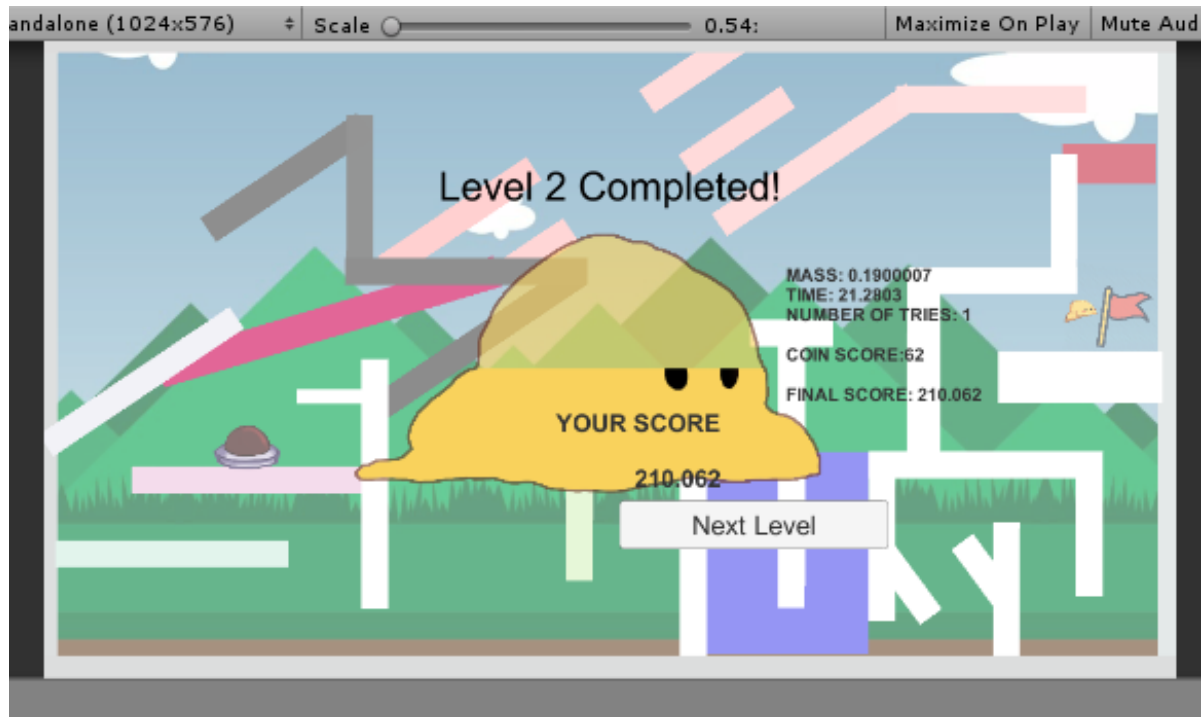 andalone (1024x576) Scale 0.54: Maximize On Play Mute Aud
Level 2 Completed!
MASS: 0.1900007
TIME: 21.2803
NUMBER OF TRIES: 1
COIN SCORE:62
FINAL SCORE: 210.062
YOUR SCORE
210.062
Next Level